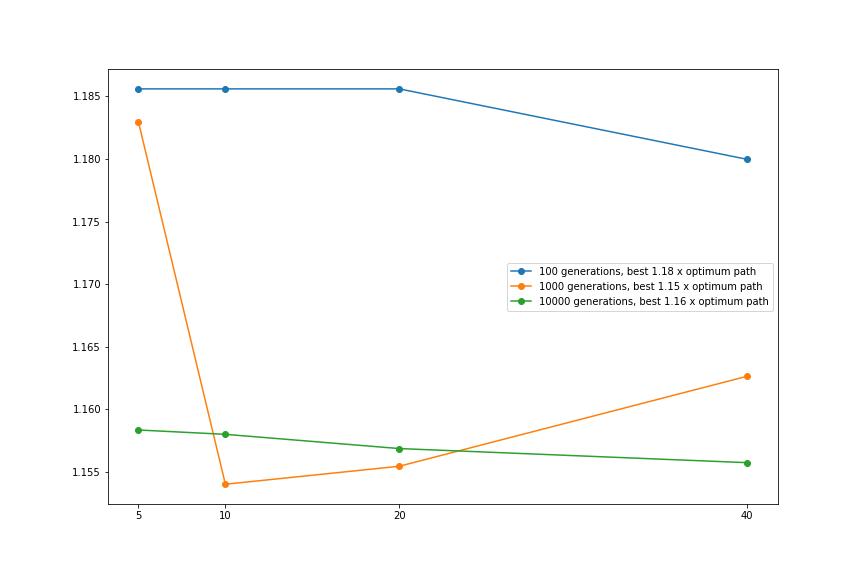 1.185
1.180
1.175
1.170
1.165
1.160
1.155
100 generations, best 1.18 x optimum path
1000 generations, best 1.15 x optimum path
10000 generations, best 1.16 x optimum path
5 10 20 40